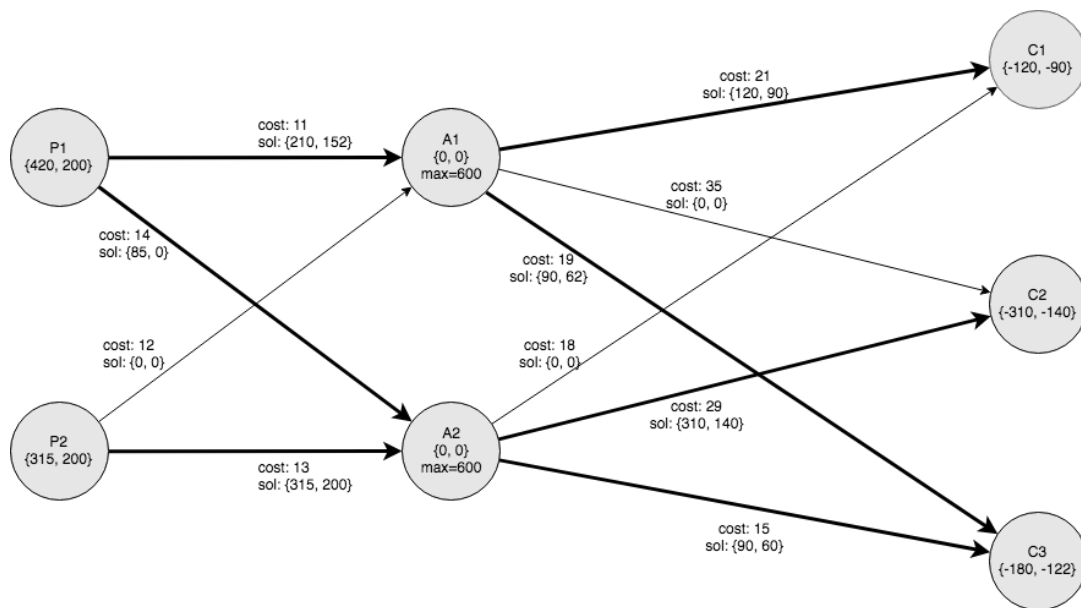 C1
{-120, -90}
cost: 21
sol: {120, 90}
cost: 11
sol: {210, 152}
P1
{420, 200}
A1
{0, 0}
max=600
cost: 35
sol: {0, 0}
cost: 14
sol: {85, 0}
cost: 19
sol: {90, 62}
C2
{-310, -140}
cost: 12
sol: {0, 0}
cost: 18
sol: {0, 0}
cost: 29
sol: {310, 140}
P2
{315, 200}
A2
{0, 0}
max=600
cost: 13
sol: {315, 200}
cost: 15
sol: {90, 60}
C3
{-180, -122}